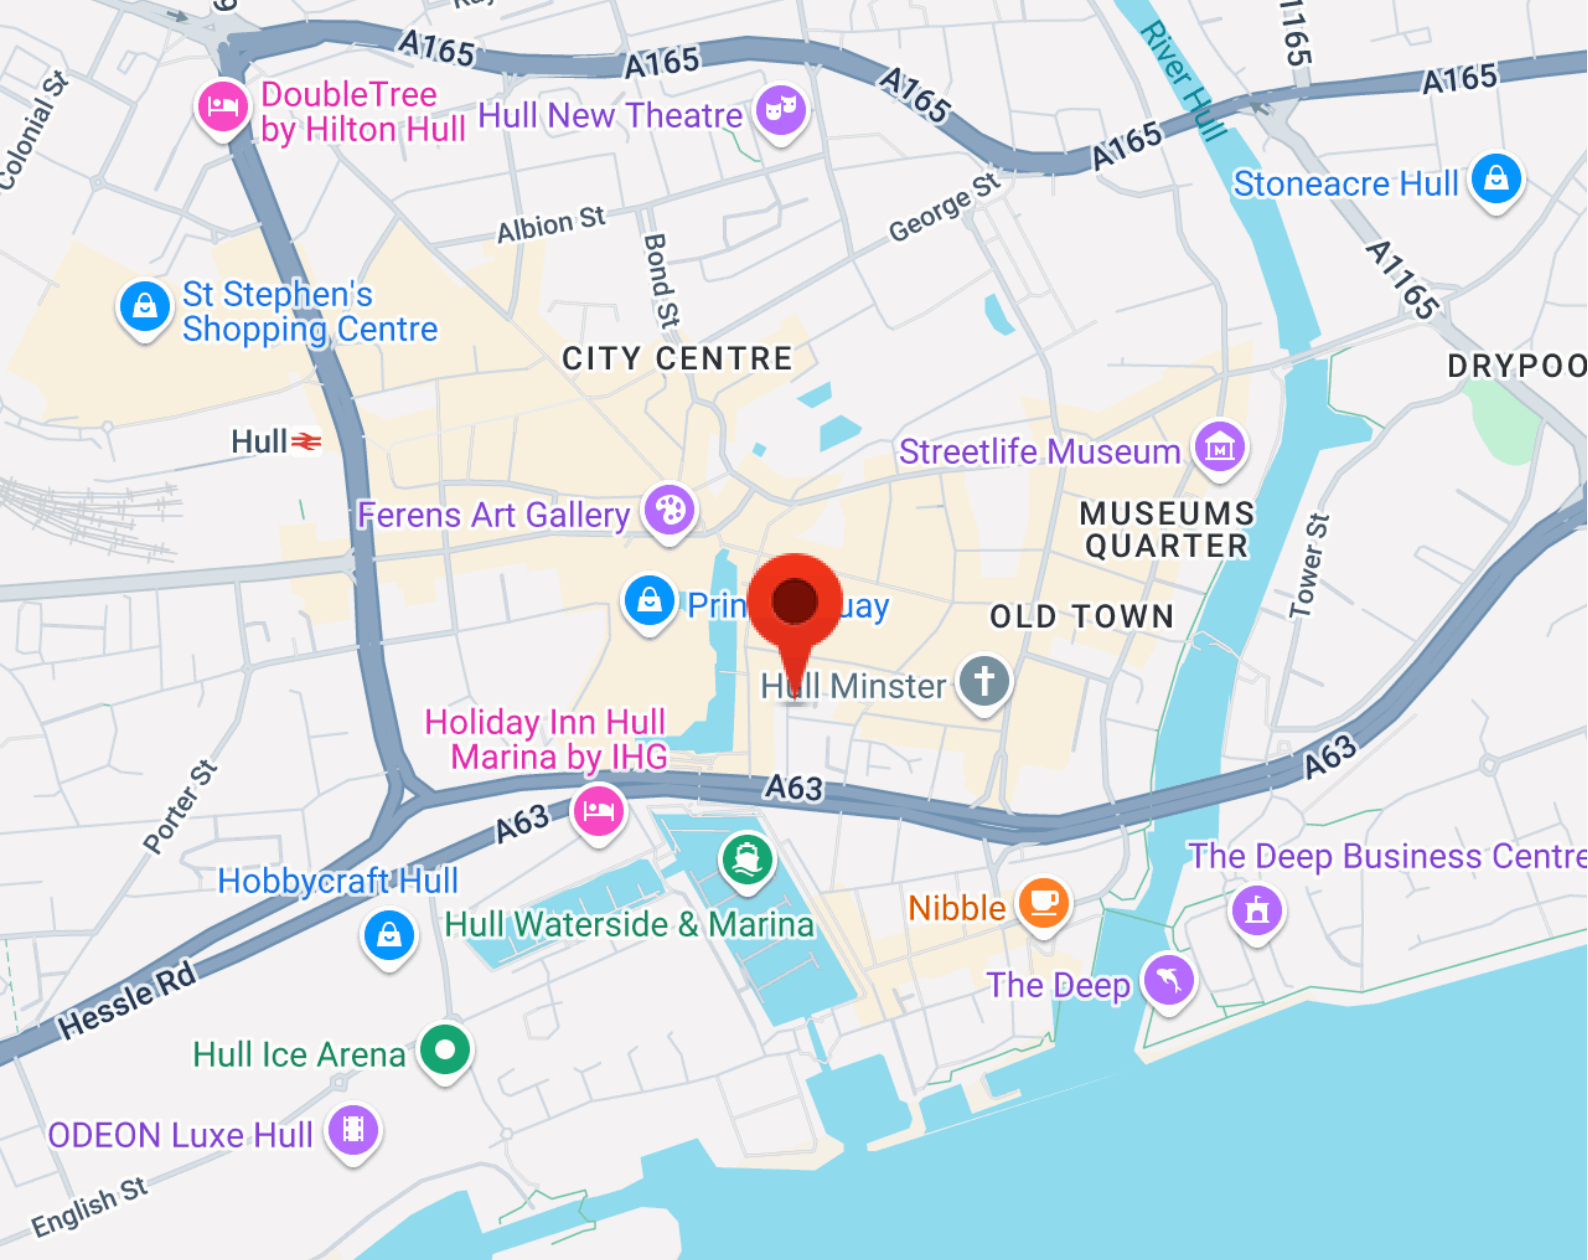 A165
A165
A165
A165
A165
1165
River Hull
Colonial St
DoubleTree
by Hilton Hull
Hull New Theatre
Stoneacre Hull
George St
Albion St
Bond St
A1165
St Stephen's
Shopping Centre
CITY CENTRE
DRYPOO
Hull
Streetlife Museum
M
Ferens Art Gallery
MUSEUMS
QUARTER
Tower St
Prin
uay
OLD TOWN
Hull Minster
Holiday Inn Hull
Marina by IHG
Porter St
A63
A63
A63
Hobbycraft Hull
The Deep Business Centre
Hull Waterside & Marina
Nibble
The Deep
Hessle Rd
Hull Ice Arena
ODEON Luxe Hull
English St